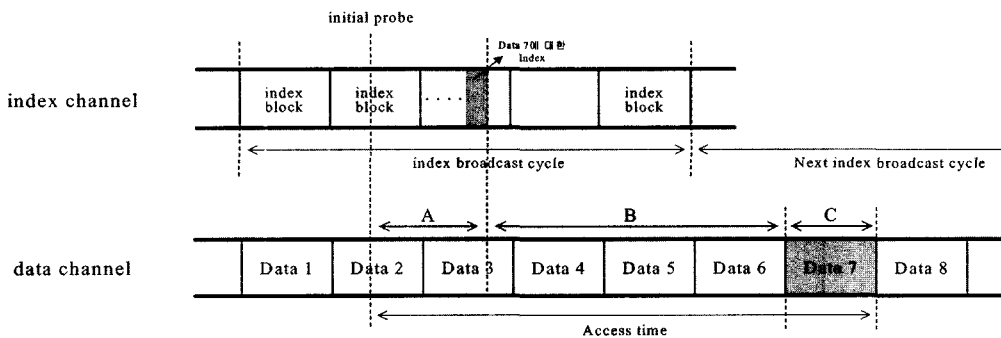 initial probe
Data 7에 대한
Index
index channel
index
block
index
block
. . . .
index
block
index broadcast cycle
Next index broadcast cycle
A
B
C
data channel
Data 1
Data 2
Data 3
Data 4
Data 5
Data 6
Data 7
Data 8
Access time